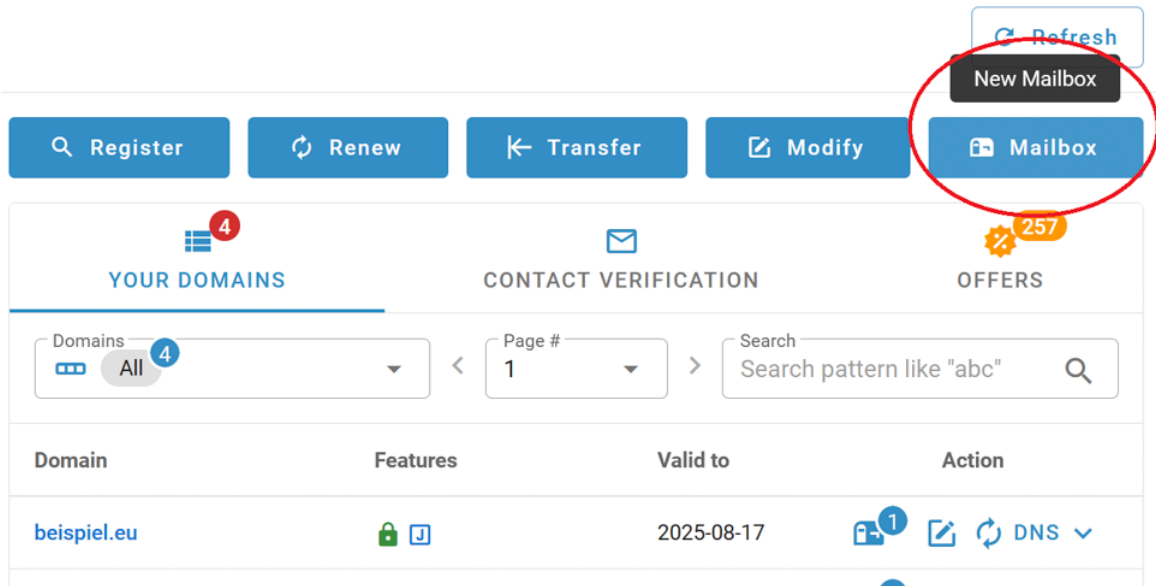 Refresh
New Mailbox
Register Renew Transfer Modify Mailbox
4 257
YOUR DOMAINS CONTACT VERIFICATION OFFERS
Domains Page # Search
All 4 1 Search pattern like "abc"
Domain Features Valid to Action
beispiel.eu J 2025-08-17 1 DNS